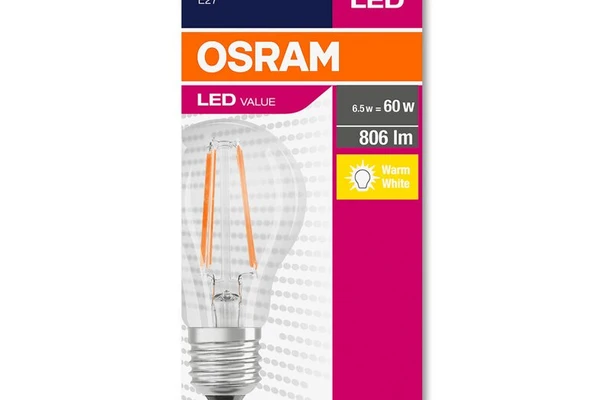 E27
LED
OSRAM
LED VALUE
6.5 w = 60 w
806 lm
Warm
White